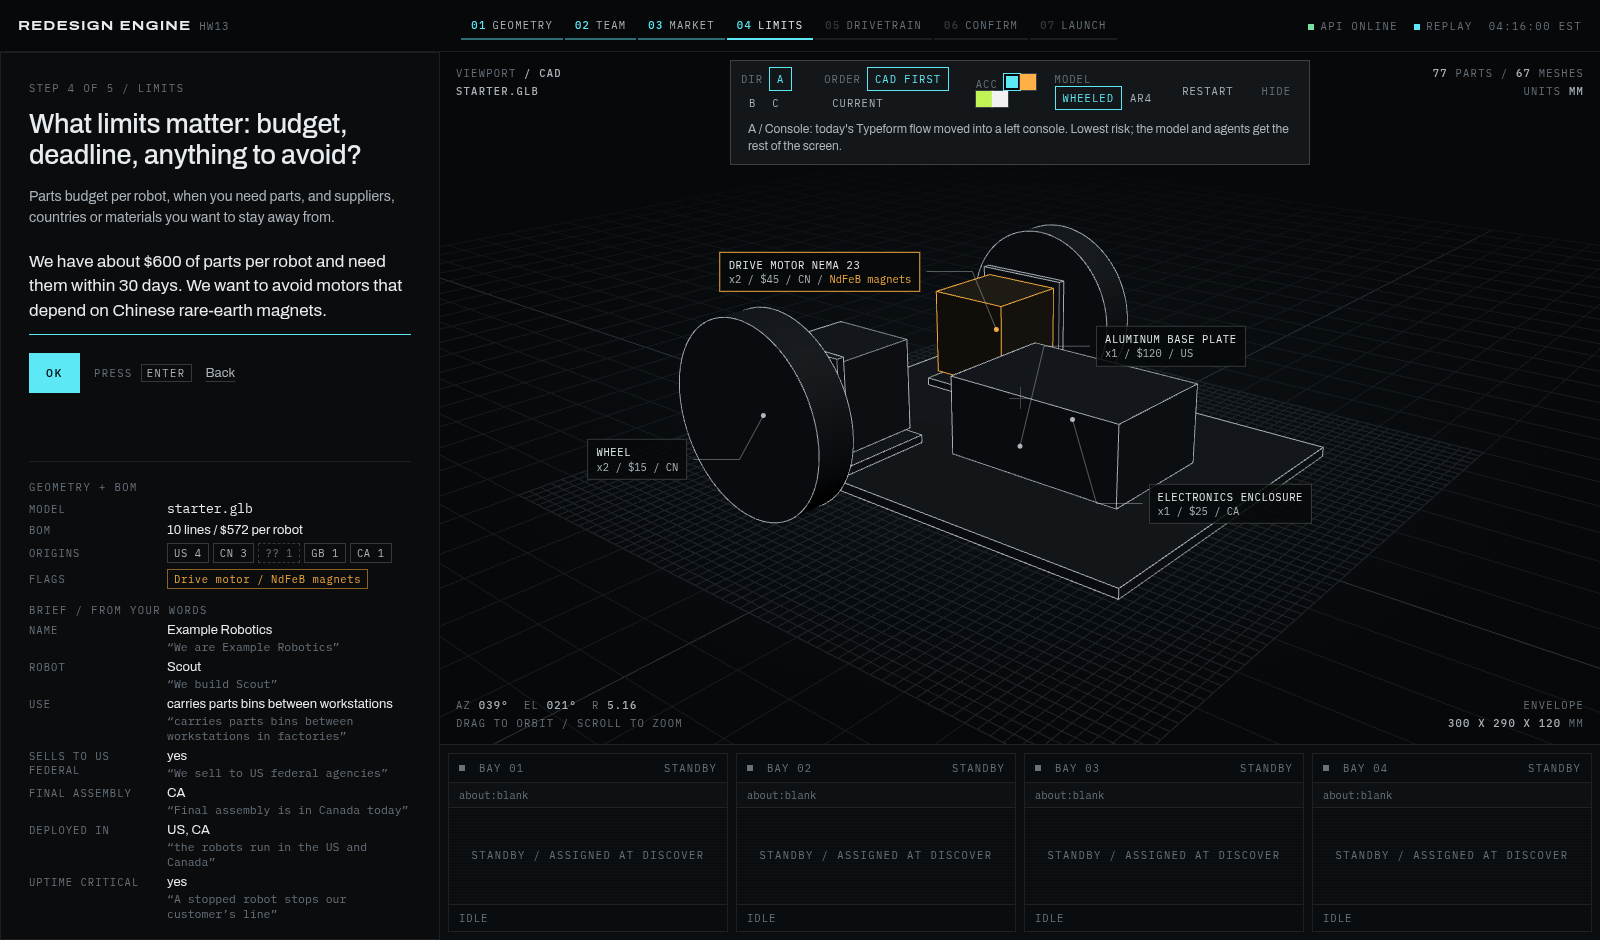 REDESIGN ENGINE HW13
01 GEOMETRY 02 TEAM 03 MARKET 04 LIMITS 05 DRIVETRAIN 06 CONFIRM 07 LAUNCH
API ONLINE REPLAY 04:16:00 EST
STEP 4 OF 5 / LIMITS
What limits matter: budget,
deadline, anything to avoid?
Parts budget per robot, when you need parts, and suppliers,
countries or materials you want to stay away from.
We have about $600 of parts per robot and need
them within 30 days. We want to avoid motors that
depend on Chinese rare-earth magnets.
OK PRESS ENTER Back
GEOMETRY + BOM
MODEL starter.glb
BOM 10 lines / $572 per robot
ORIGINS US 4 CN 3 ?? 1 GB 1 CA 1
FLAGS Drive motor / NdFeB magnets
BRIEF / FROM YOUR WORDS
NAME Example Robotics
“We are Example Robotics”
ROBOT Scout
“We build Scout”
USE carries parts bins between workstations
“carries parts bins between
workstations in factories”
SELLS TO US yes
FEDERAL “We sell to US federal agencies”
FINAL ASSEMBLY CA
“Final assembly is in Canada today”
DEPLOYED IN US, CA
“the robots run in the US and
Canada”
UPTIME CRITICAL yes
“A stopped robot stops our
customer’s line”
VIEWPORT / CAD
STARTER.GLB
DIR A ORDER CAD FIRST ACC MODEL
B C CURRENT WHEELED AR4 RESTART HIDE
A / Console: today's Typeform flow moved into a left console. Lowest risk; the model and agents get the
rest of the screen.
77 PARTS / 67 MESHES
UNITS MM
DRIVE MOTOR NEMA 23
x2 / $45 / CN / NdFeB magnets
ALUMINUM BASE PLATE
x1 / $120 / US
WHEEL
x2 / $15 / CN
ELECTRONICS ENCLOSURE
x1 / $25 / CA
AZ 039° EL 021° R 5.16
DRAG TO ORBIT / SCROLL TO ZOOM
ENVELOPE
300 X 290 X 120 MM
BAY 01 STANDBY
about:blank
STANDBY / ASSIGNED AT DISCOVER
IDLE
BAY 02 STANDBY
about:blank
STANDBY / ASSIGNED AT DISCOVER
IDLE
BAY 03 STANDBY
about:blank
STANDBY / ASSIGNED AT DISCOVER
IDLE
BAY 04 STANDBY
about:blank
STANDBY / ASSIGNED AT DISCOVER
IDLE